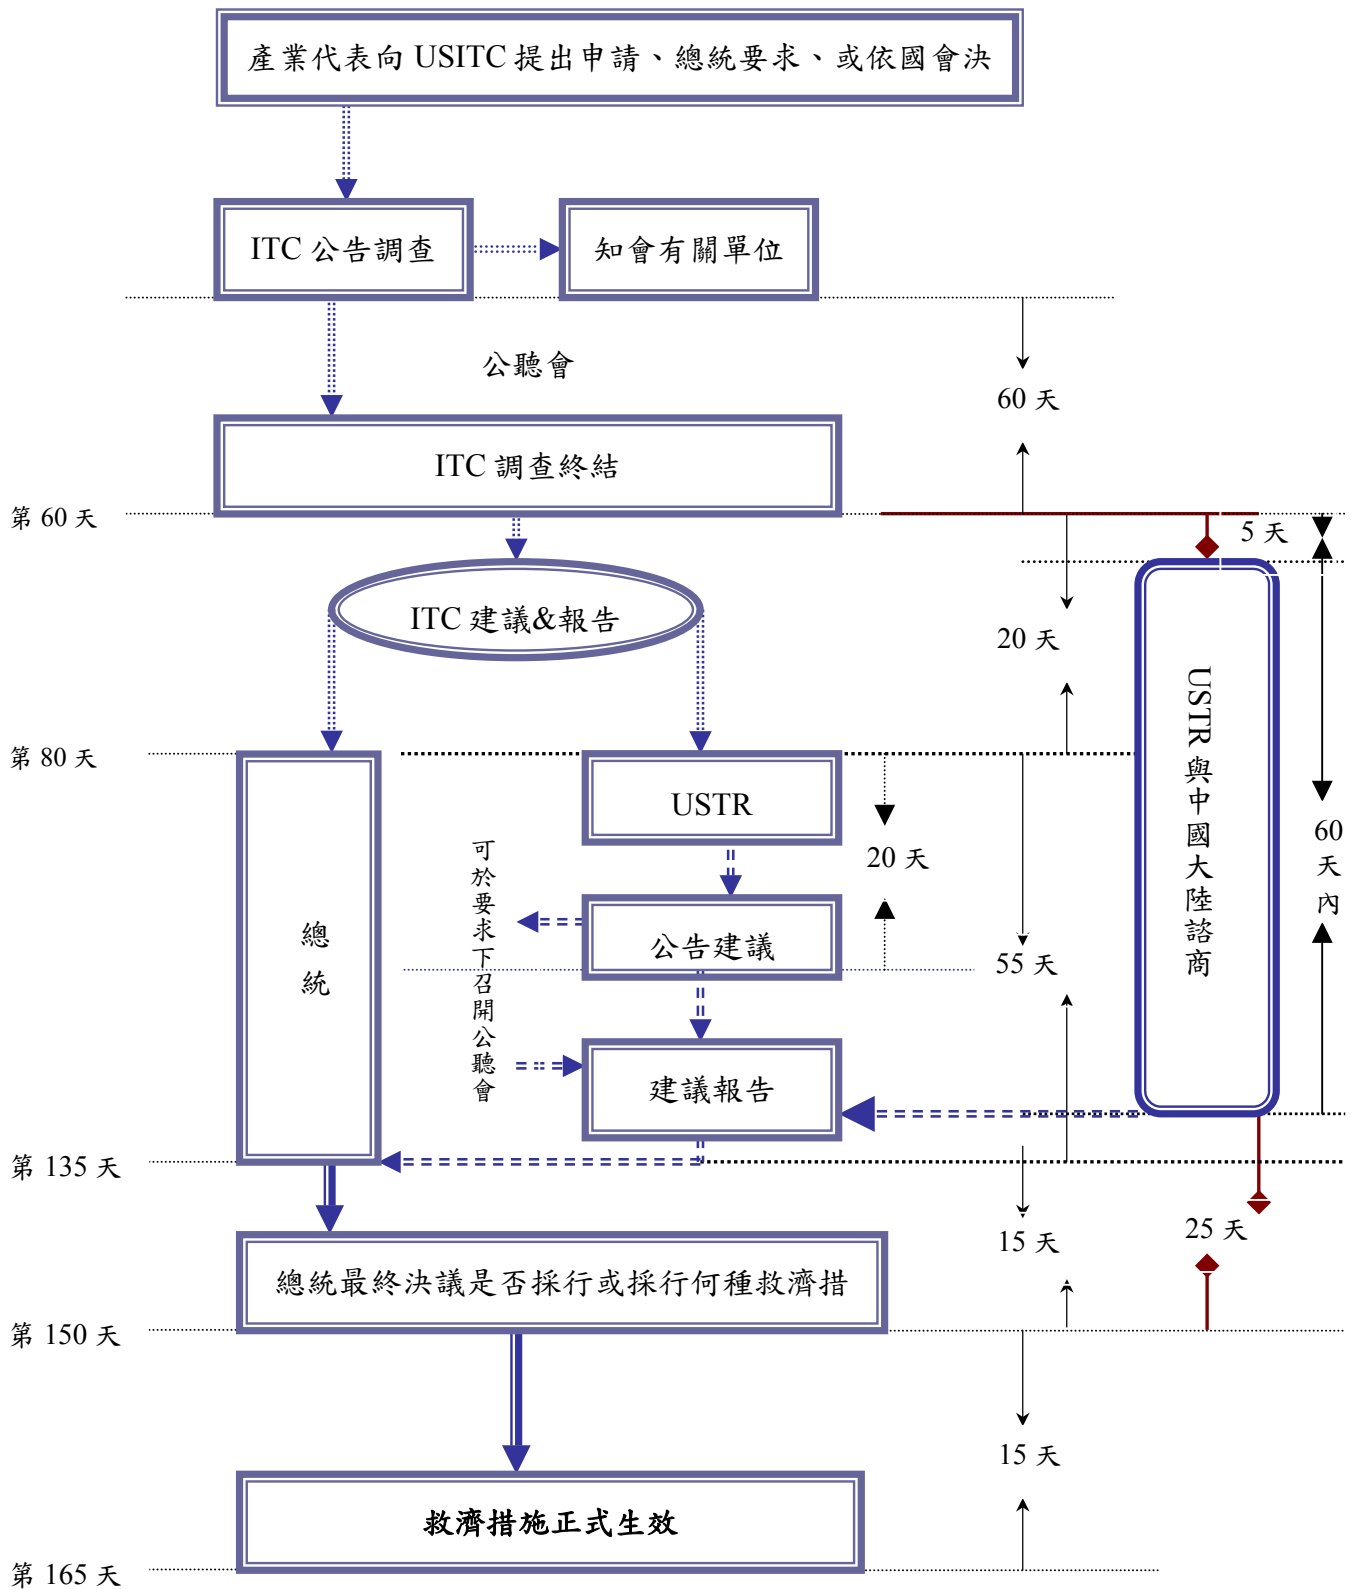 產業代表向 USITC 提出申請、總統要求、或依國會決
ITC 公告調查
知會有關單位
公聽會
60 天
ITC 調查終結
第 60 天
5 天
ITC 建議&報告
20 天
USTR 與中國大陸諮商
第 80 天
USTR
60
天
內
20 天
可於要求下召開公聽會
總統
公告建議
55 天
建議報告
第 135 天
25 天
15 天
總統最終決議是否採行或採行何種救濟措
第 150 天
15 天
救濟措施正式生效
第 165 天